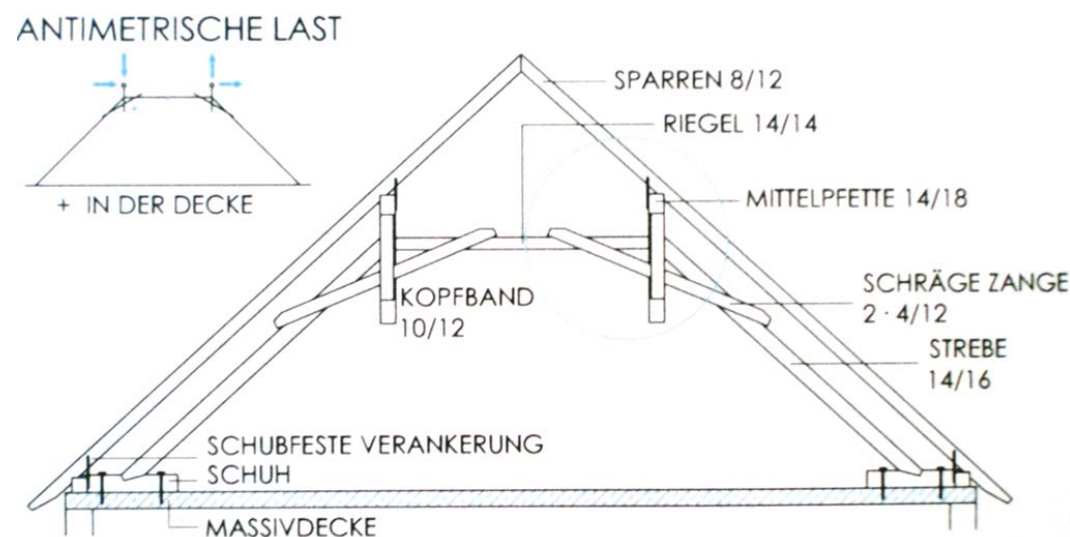 ANTIMETRISCHE LAST
+ IN DER DECKE
SPARREN 8/12
RIEGEL 14/14
MITTELPFETTE 14/18
SCHRÄGE ZANGE
2 · 4/12
KOPFBAND
10/12
STREBE
14/16
SCHUBFESTE VERANKERUNG
SCHUH
MASSIVDECKE